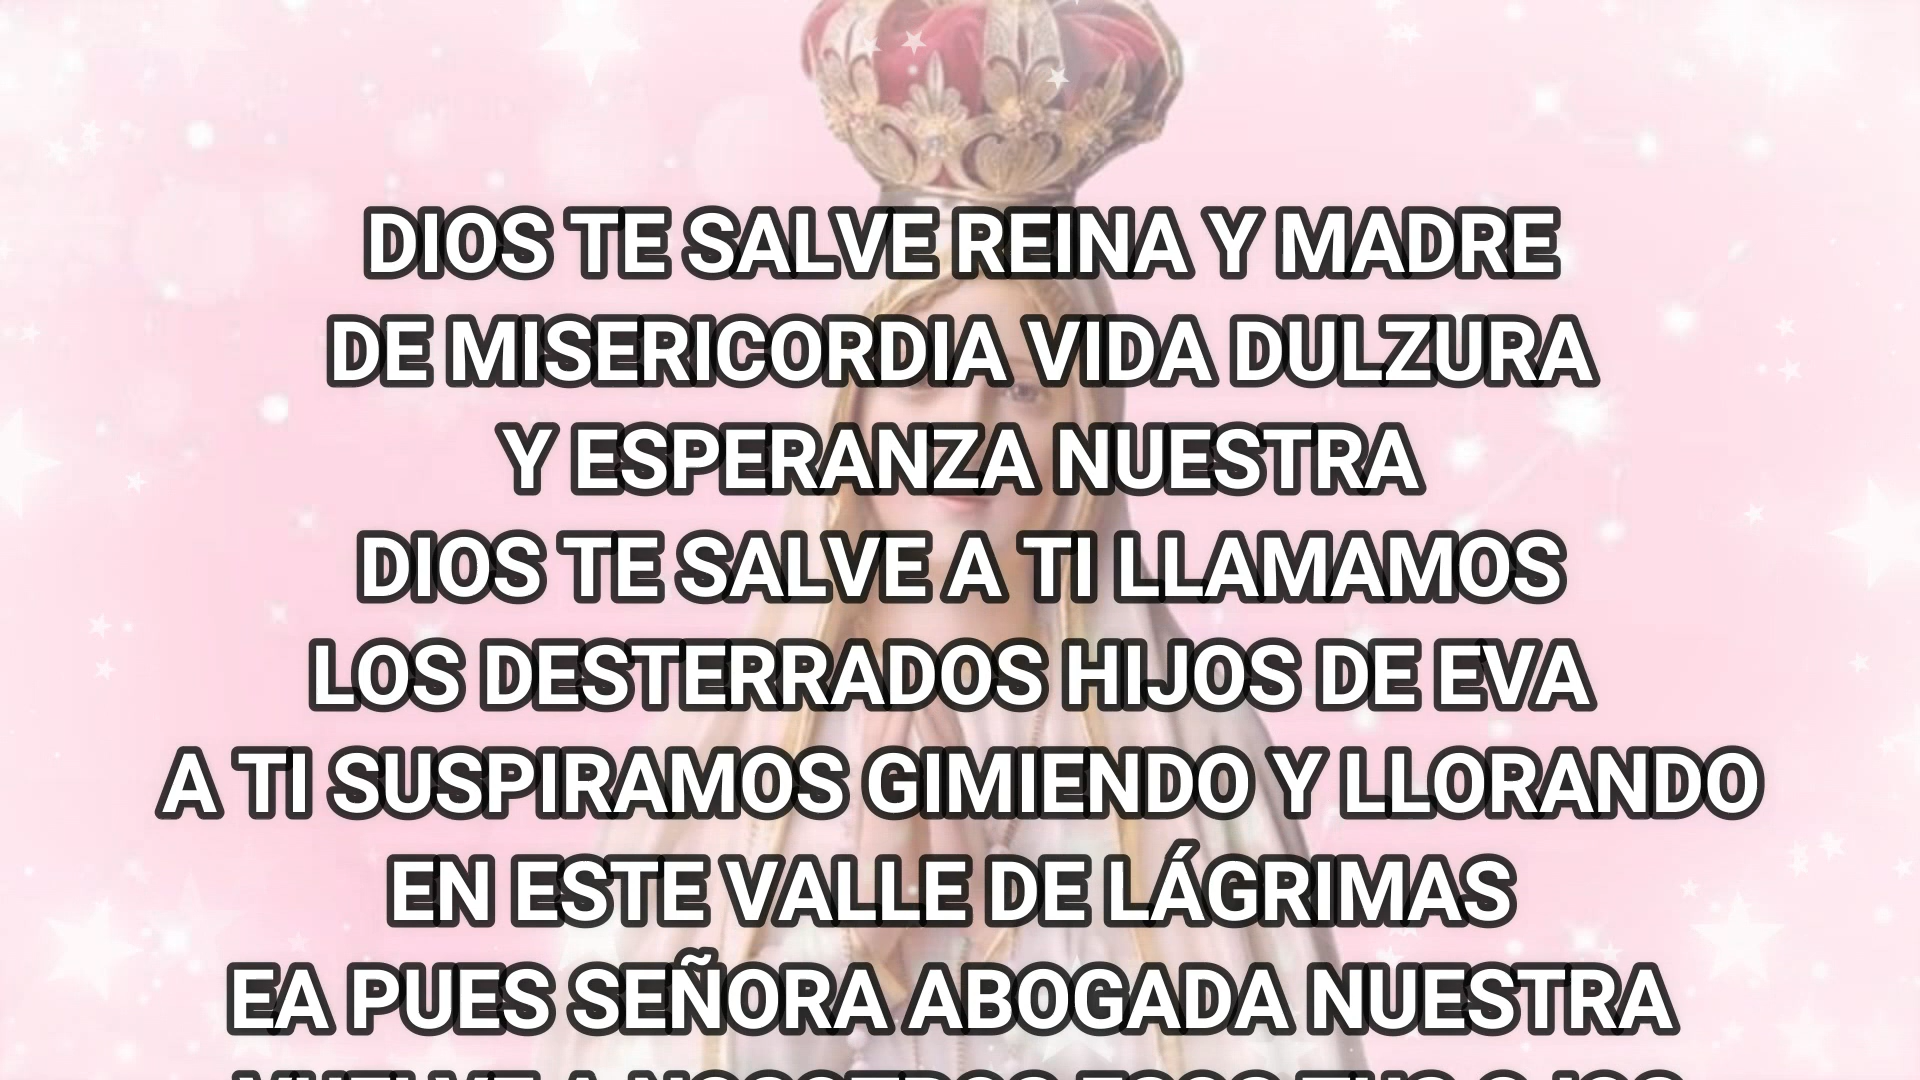 DIOS TE SALVE REINA Y MADRE
DE MISERICORDIA VIDA DULZURA
Y ESPERANZA NUESTRA
DIOS TE SALVE A TI LLAMAMOS
LOS DESTERRADOS HIJOS DE EVA
A TI SUSPIRAMOS GIMIENDO Y LLORANDO
EN ESTE VALLE DE LÁGRIMAS
EA PUES SEÑORA ABOGADA NUESTRA